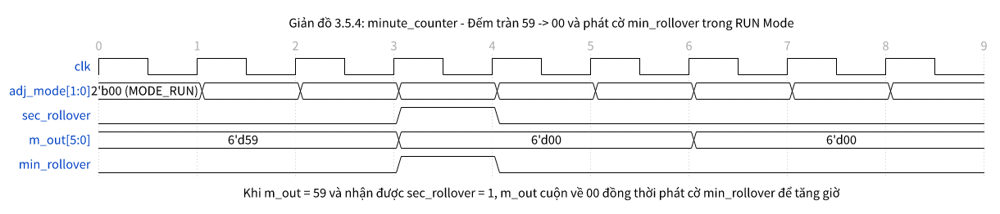 Giản đồ 3.5.4: minute_counter - Đếm tràn 59 -> 00 và phát cờ min_rollover trong RUN Mode
0 1 2 3 4 5 6 7 8 9
clk
adj_mode[1:0] 2'b00 (MODE_RUN)
sec_rollover
m_out[5:0] 6'd59 6'd00 6'd00
min_rollover
Khi m_out = 59 và nhận được sec_rollover = 1, m_out cuộn về 00 đồng thời phát cờ min_rollover để tăng giờ